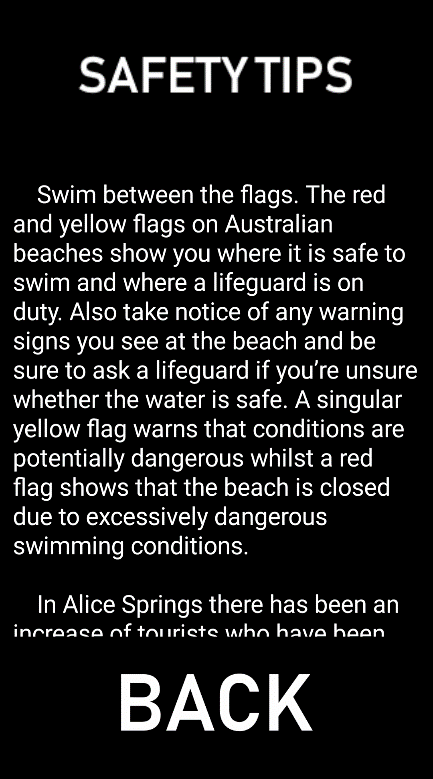 SAFETY TIPS
Swim between the flags. The red
and yellow flags on Australian
beaches show you where it is safe to
swim and where a lifeguard is on
duty. Also take notice of any warning
signs you see at the beach and be
sure to ask a lifeguard if you’re unsure
whether the water is safe. A singular
yellow flag warns that conditions are
potentially dangerous whilst a red
flag shows that the beach is closed
due to excessively dangerous
swimming conditions.
In Alice Springs there has been an
increase of tourists who have been
BACK